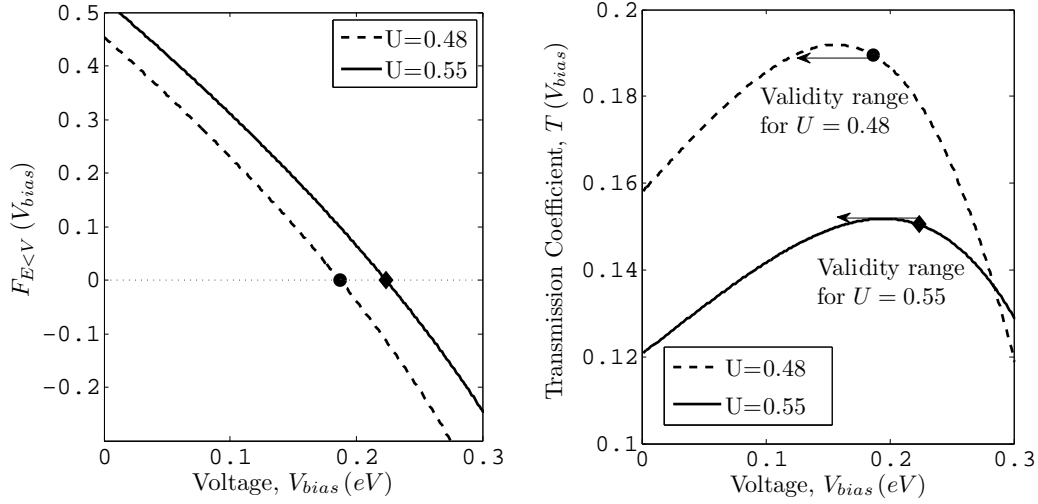 0.5
0.4
0.3
0.2
0.1
0
-0.1
-0.2
F_{E<V} (V_{bias})
U=0.48
U=0.55
0
0.1
0.2
0.3
Voltage, V_{bias} (eV)
0.2
0.18
0.16
0.14
0.12
0.1
Transmission Coefficient, T (V_{bias})
Validity range
for U = 0.48
Validity range
for U = 0.55
U=0.48
U=0.55
0
0.1
0.2
0.3
Voltage, V_{bias} (eV)